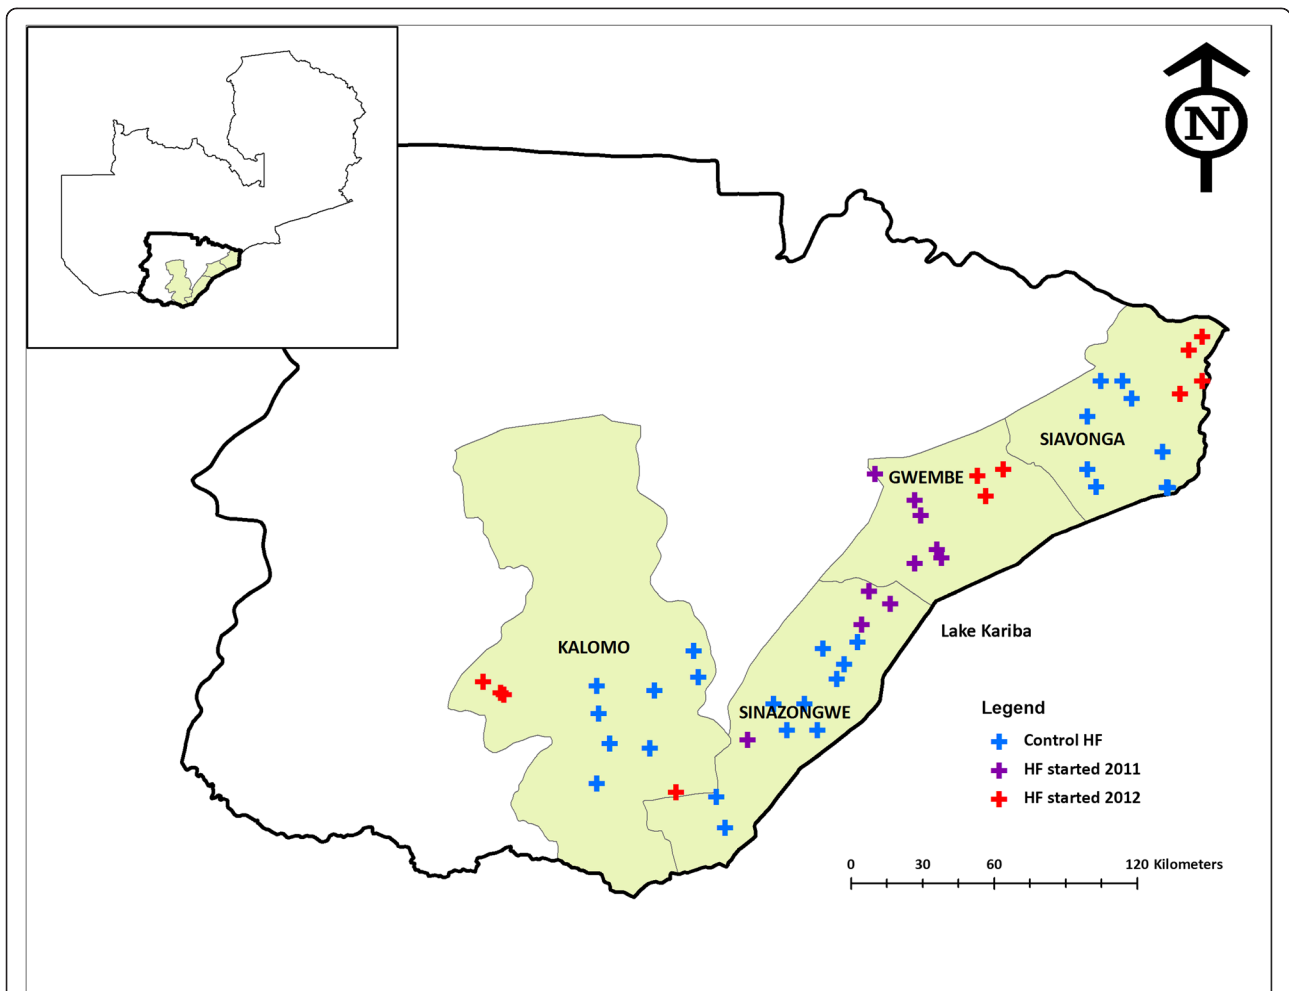 N
SIAVONGA
GWEMBE
KALOMO
Lake Kariba
SINAZONGWE
Legend
Control HF
HF started 2011
HF started 2012
0 30 60 120 Kilometers